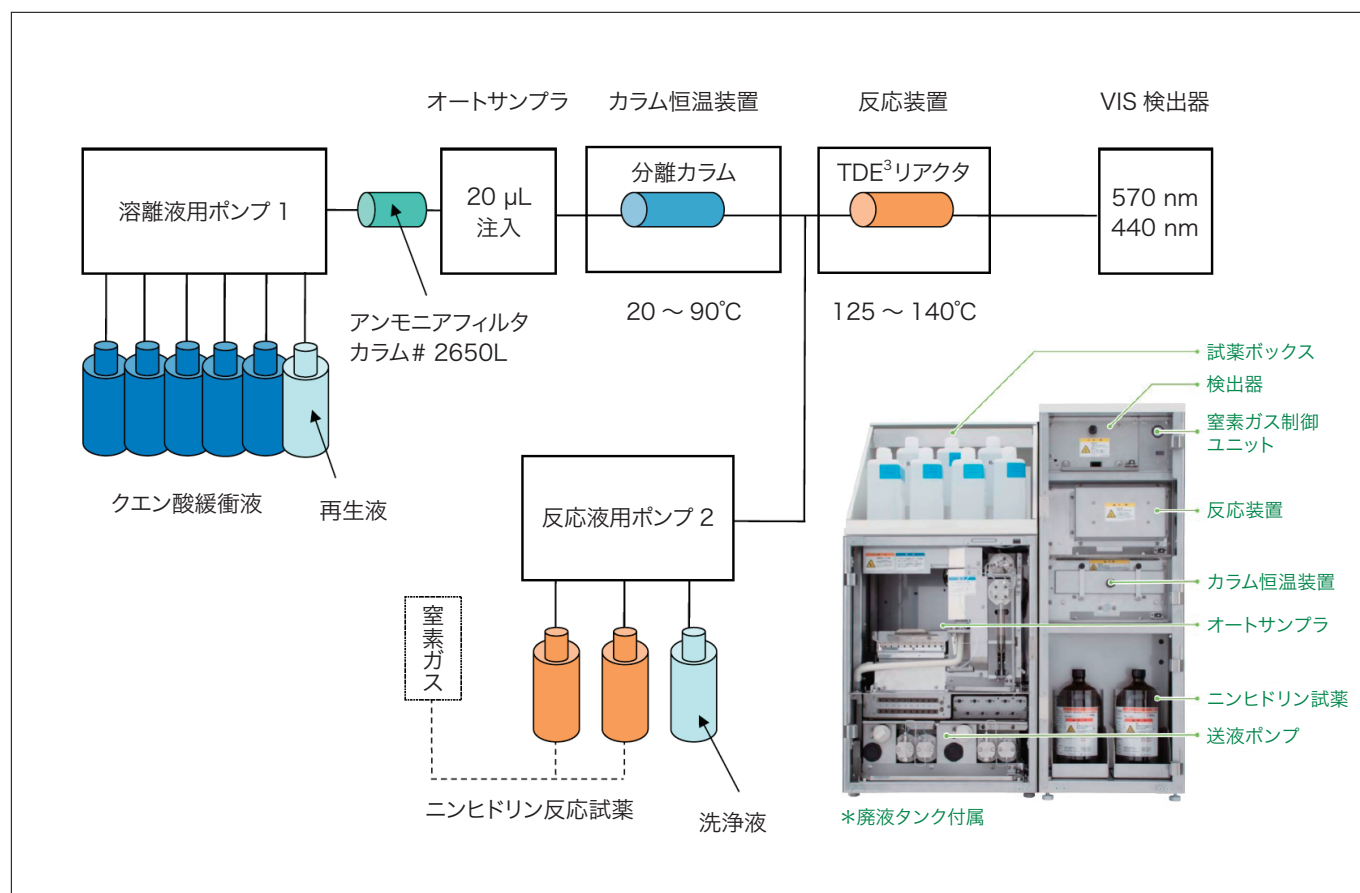 オートサンプラ
カラム恒温装置
反応装置
VIS 検出器
溶離液用ポンプ 1
20 µL
注入
分離カラム
TDE³リアクタ
570 nm
440 nm
アンモニアフィルタ
カラム# 2650L
20 ～ 90℃
125 ～ 140℃
クエン酸緩衝液
再生液
反応液用ポンプ 2
窒素ガス
ニンヒドリン反応試薬
洗浄液
試薬ボックス
検出器
窒素ガス制御
ユニット
反応装置
カラム恒温装置
オートサンプラ
ニンヒドリン試薬
送液ポンプ
＊廃液タンク付属